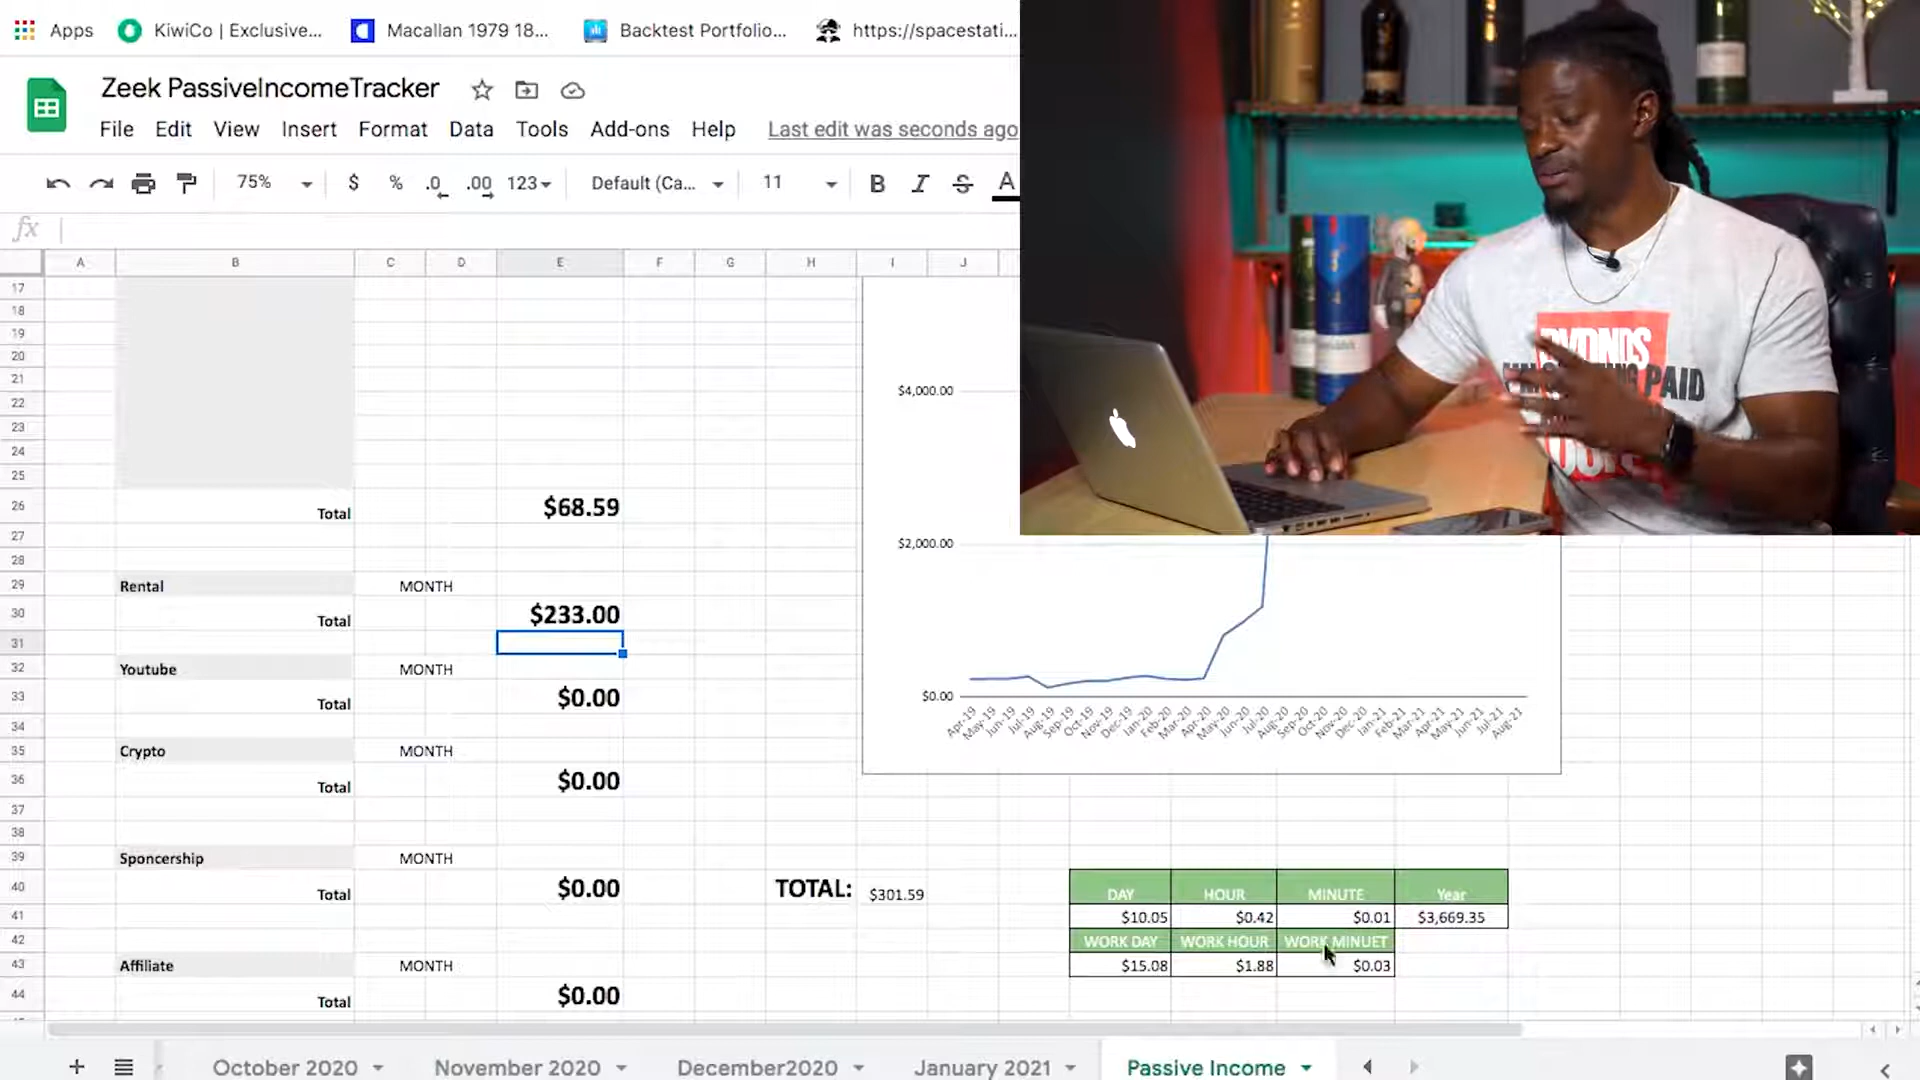 Apps
KiwiCo | Exclusive...
Macallan 1979 18...
Backtest Portfolio...
https://spacestati...
Zeek PassiveIncomeTracker
File Edit View Insert Format Data Tools Add-ons Help Last edit was seconds ago
75% $ % .0 .00 123 Default (Ca... 11 B I S A
fx
A B C D E F G H I J
17
18
19
20
21
22
23
24
25
26 Total $68.59
27
28
29 Rental MONTH
30 Total $233.00
31
32 Youtube MONTH
33 Total $0.00
34
35 Crypto MONTH
36 Total $0.00
37
38
39 Sponcership MONTH
40 Total $0.00 TOTAL: $301.59
41
42
43 Affiliate MONTH
44 Total $0.00
$4,000.00
$2,000.00
$0.00
Apr-19 May-19 Jun-19 Jul-19 Aug-19 Sep-19 Oct-19 Nov-19 Dec-19 Jan-20 Feb-20 Mar-20 Apr-20 May-20 Jun-20 Jul-20 Aug-20 Sep-20 Oct-20 Nov-20 Dec-20 Jan-21 Feb-21 Mar-21 Apr-21 May-21 Jun-21 Jul-21 Aug-21
DAY HOUR MINUTE Year
$10.05 $0.42 $0.01 $3,669.35
WORK DAY WORK HOUR WORK MINUET
$15.08 $1.88 $0.03
PAID
October 2020 November 2020 December2020 January 2021 Passive Income